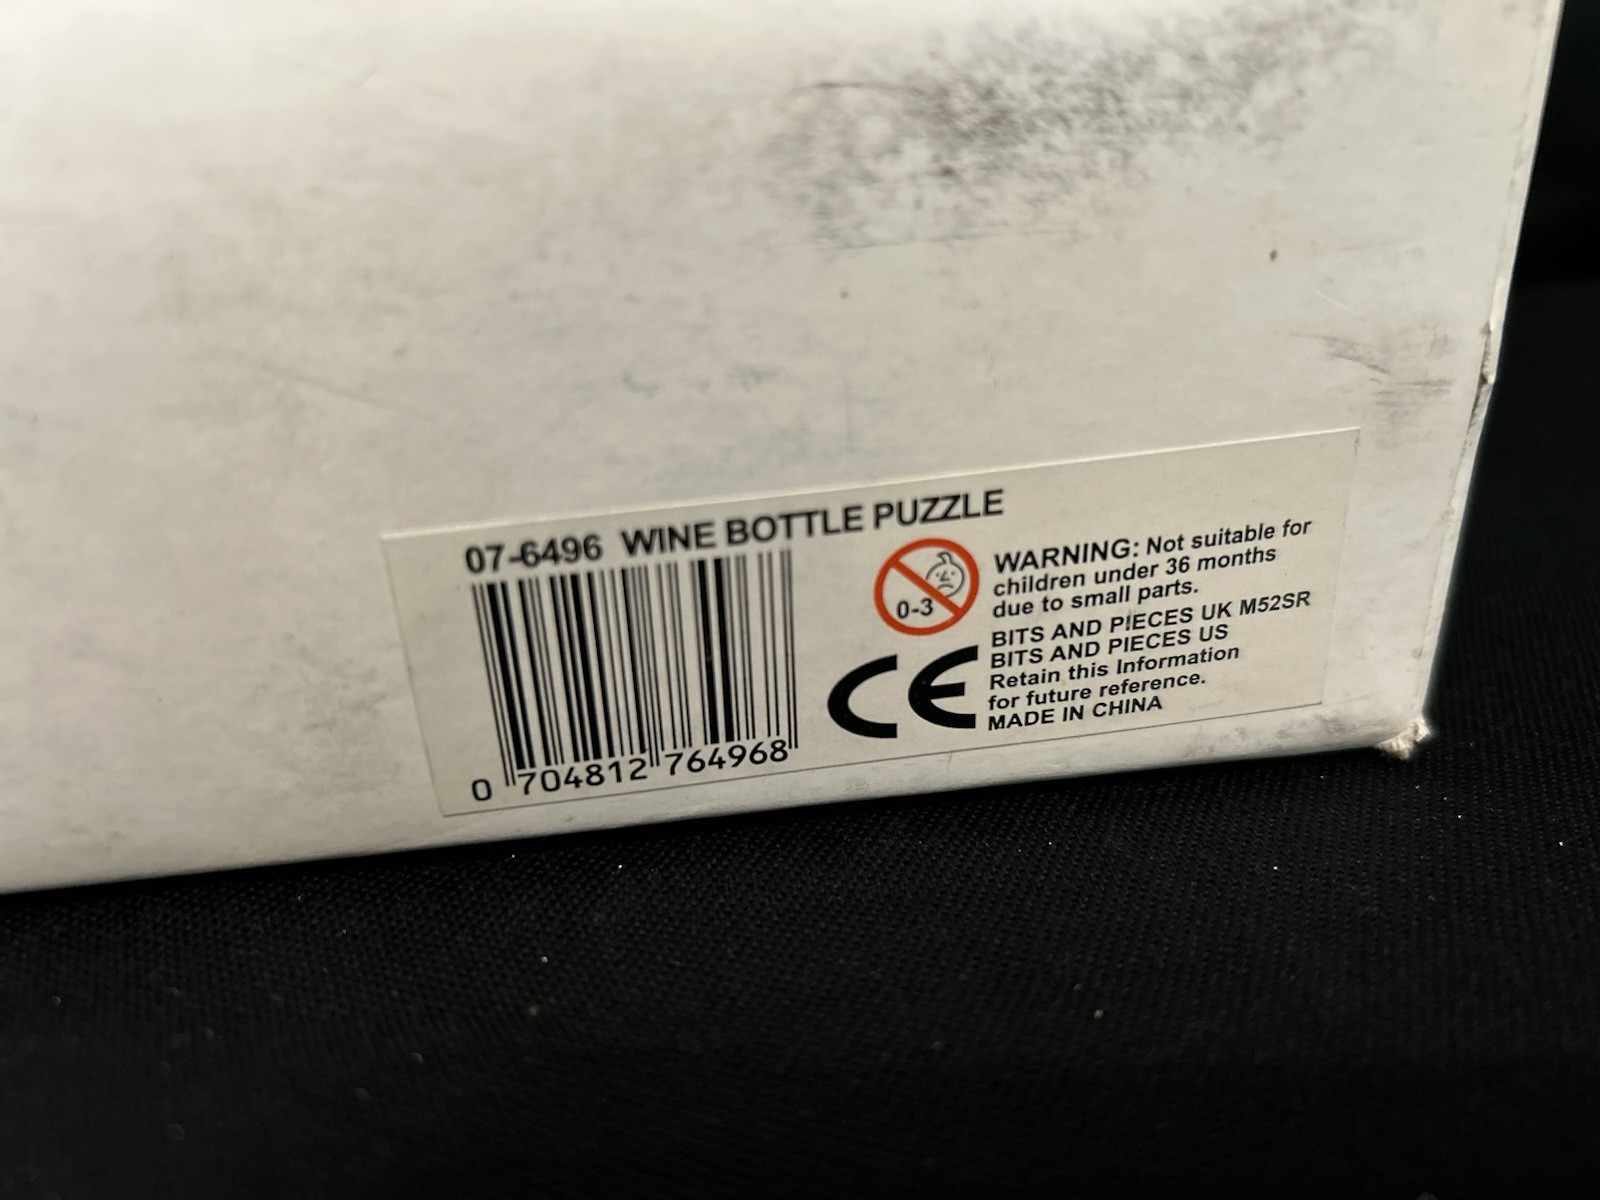 07-6496 WINE BOTTLE PUZZLE
0 704812 764968
0-3
CE
WARNING: Not suitable for
children under 36 months
due to small parts.
BITS AND PIECES UK M52SR
BITS AND PIECES US
Retain this Information
for future reference.
MADE IN CHINA